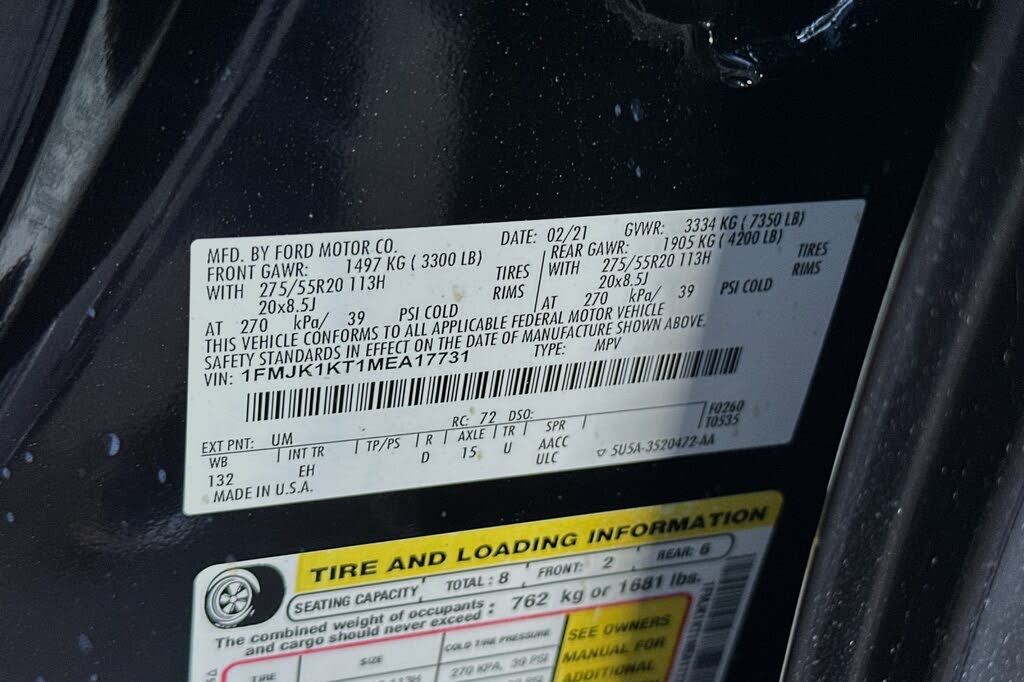 MFD. BY FORD MOTOR CO. DATE: 02/21 GVWR: 3334 KG ( 7350 LB)
FRONT GAWR: 1497 KG ( 3300 LB) REAR GAWR: 1905 KG ( 4200 LB)
WITH 275/55R20 113H TIRES WITH 275/55R20 113H TIRES
20x8.5J RIMS 20x8.5J RIMS
AT 270 kPa/ 39 PSI COLD AT 270 kPa/ 39 PSI COLD
THIS VEHICLE CONFORMS TO ALL APPLICABLE FEDERAL MOTOR VEHICLE
SAFETY STANDARDS IN EFFECT ON THE DATE OF MANUFACTURE SHOWN ABOVE.
VIN: 1FMJK1KT1MEA17731 TYPE: MPV
F0260
EXT PNT: UM RC: 72 DSO: T0535
WB INT TR TP/PS R AXLE TR SPR
132 EH D 15 U AACC
ULC 5U5A-3520472-AA
MADE IN U.S.A.
TIRE AND LOADING INFORMATION
SEATING CAPACITY TOTAL : 8 FRONT: 2 REAR: 6
The combined weight of occupants : 762 kg or 1681 lbs.
and cargo should never exceed
TIRE SIZE COLD TIRE PRESSURE SEE OWNERS
270 KPA, 39 PSI MANUAL FOR
ADDITIONAL